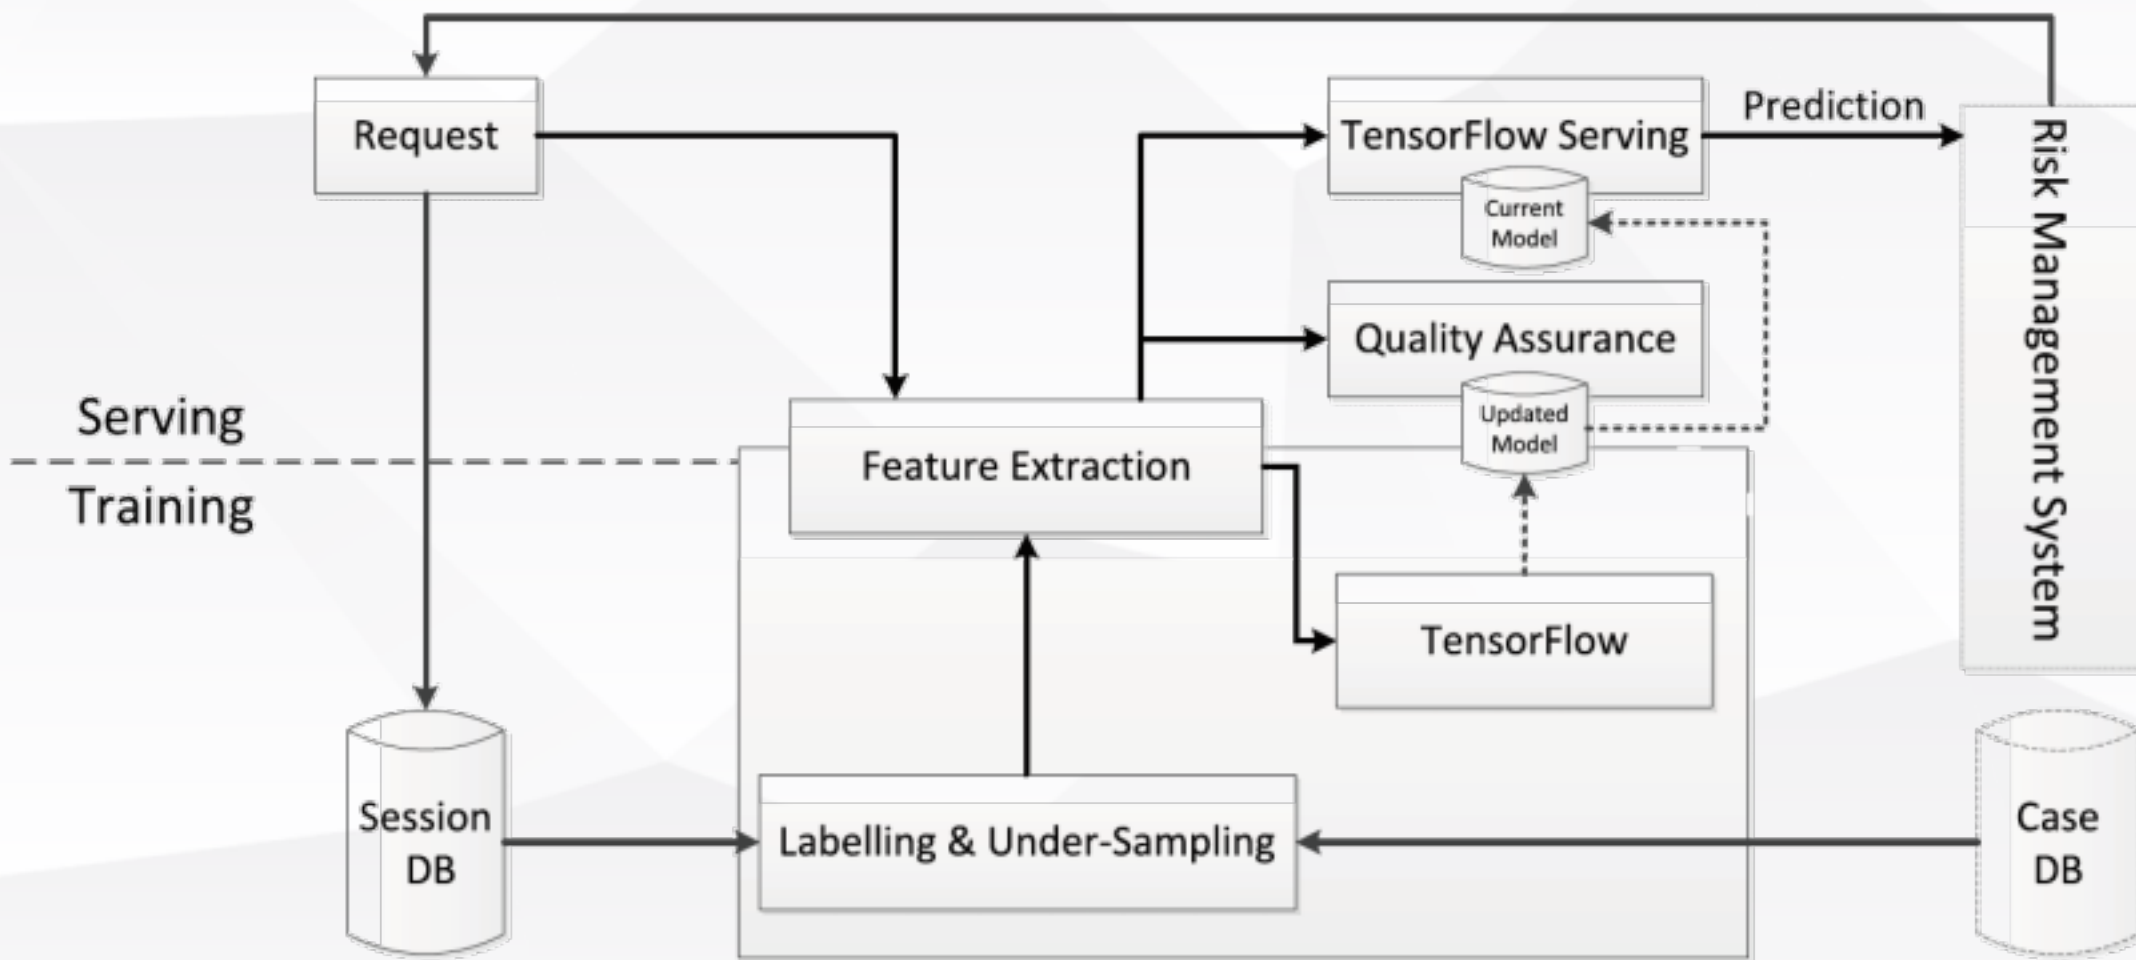 Request
TensorFlow Serving
Prediction
Current
Model
Risk Management System
Quality Assurance
Updated
Model
Serving
Training
Feature Extraction
TensorFlow
Session
DB
Labelling & Under-Sampling
Case
DB